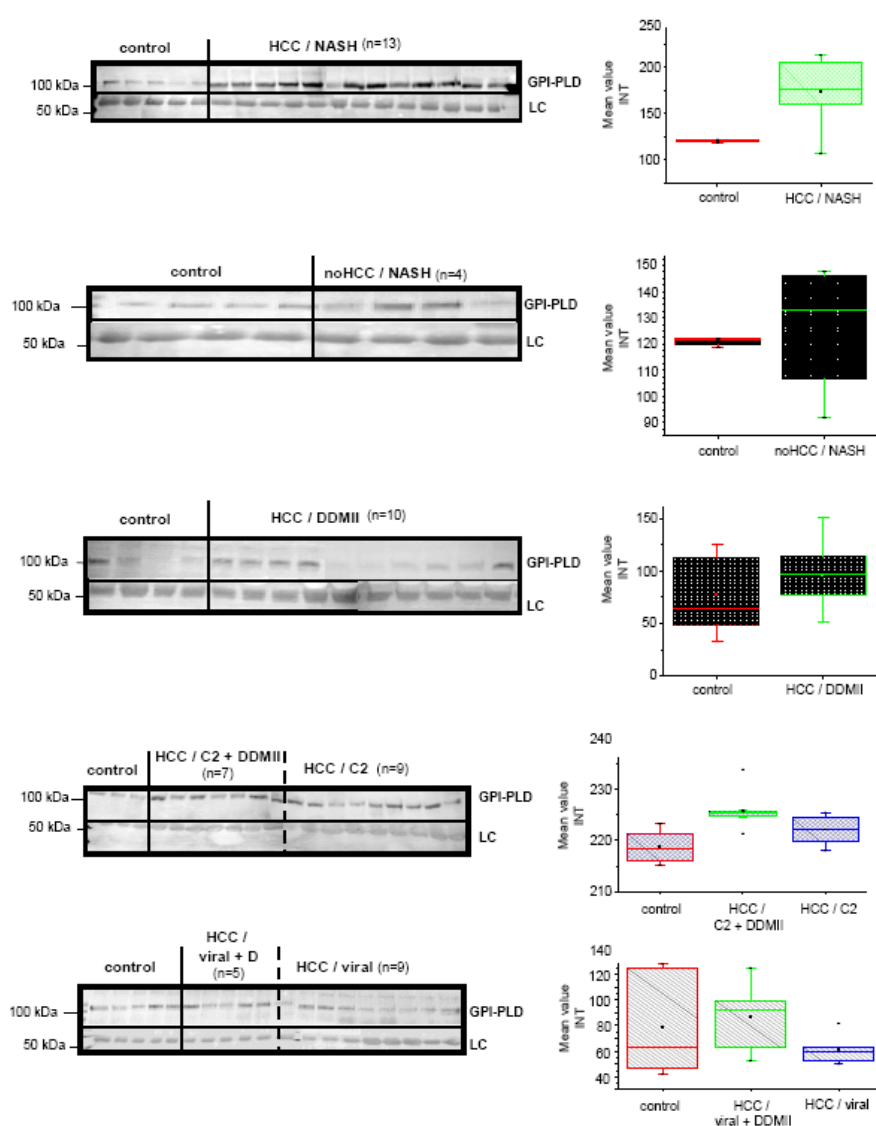 control
HCC / NASH (n=13)
100 kDa
GPI-PLD
50 kDa
LC
250
200
150
100
Mean value
INT
control
HCC / NASH
control
noHCC / NASH (n=4)
100 kDa
GPI-PLD
50 kDa
LC
150
140
130
120
110
100
90
Mean value
INT
control
noHCC / NASH
control
HCC / DDMII (n=10)
100 kDa
GPI-PLD
50 kDa
LC
150
100
50
0
Mean value
INT
control
HCC / DDMII
control
HCC / C2 + DDMII
(n=7)
HCC / C2 (n=9)
100 kDa
GPI-PLD
50 kDa
LC
240
230
220
210
Mean value
INT
control
HCC /
C2 + DDMII
HCC / C2
control
HCC /
viral + D
(n=5)
HCC / viral (n=9)
100 kDa
GPI-PLD
50 kDa
LC
140
120
100
80
60
40
Mean value
INT
control
HCC /
viral + DDMII
HCC / viral